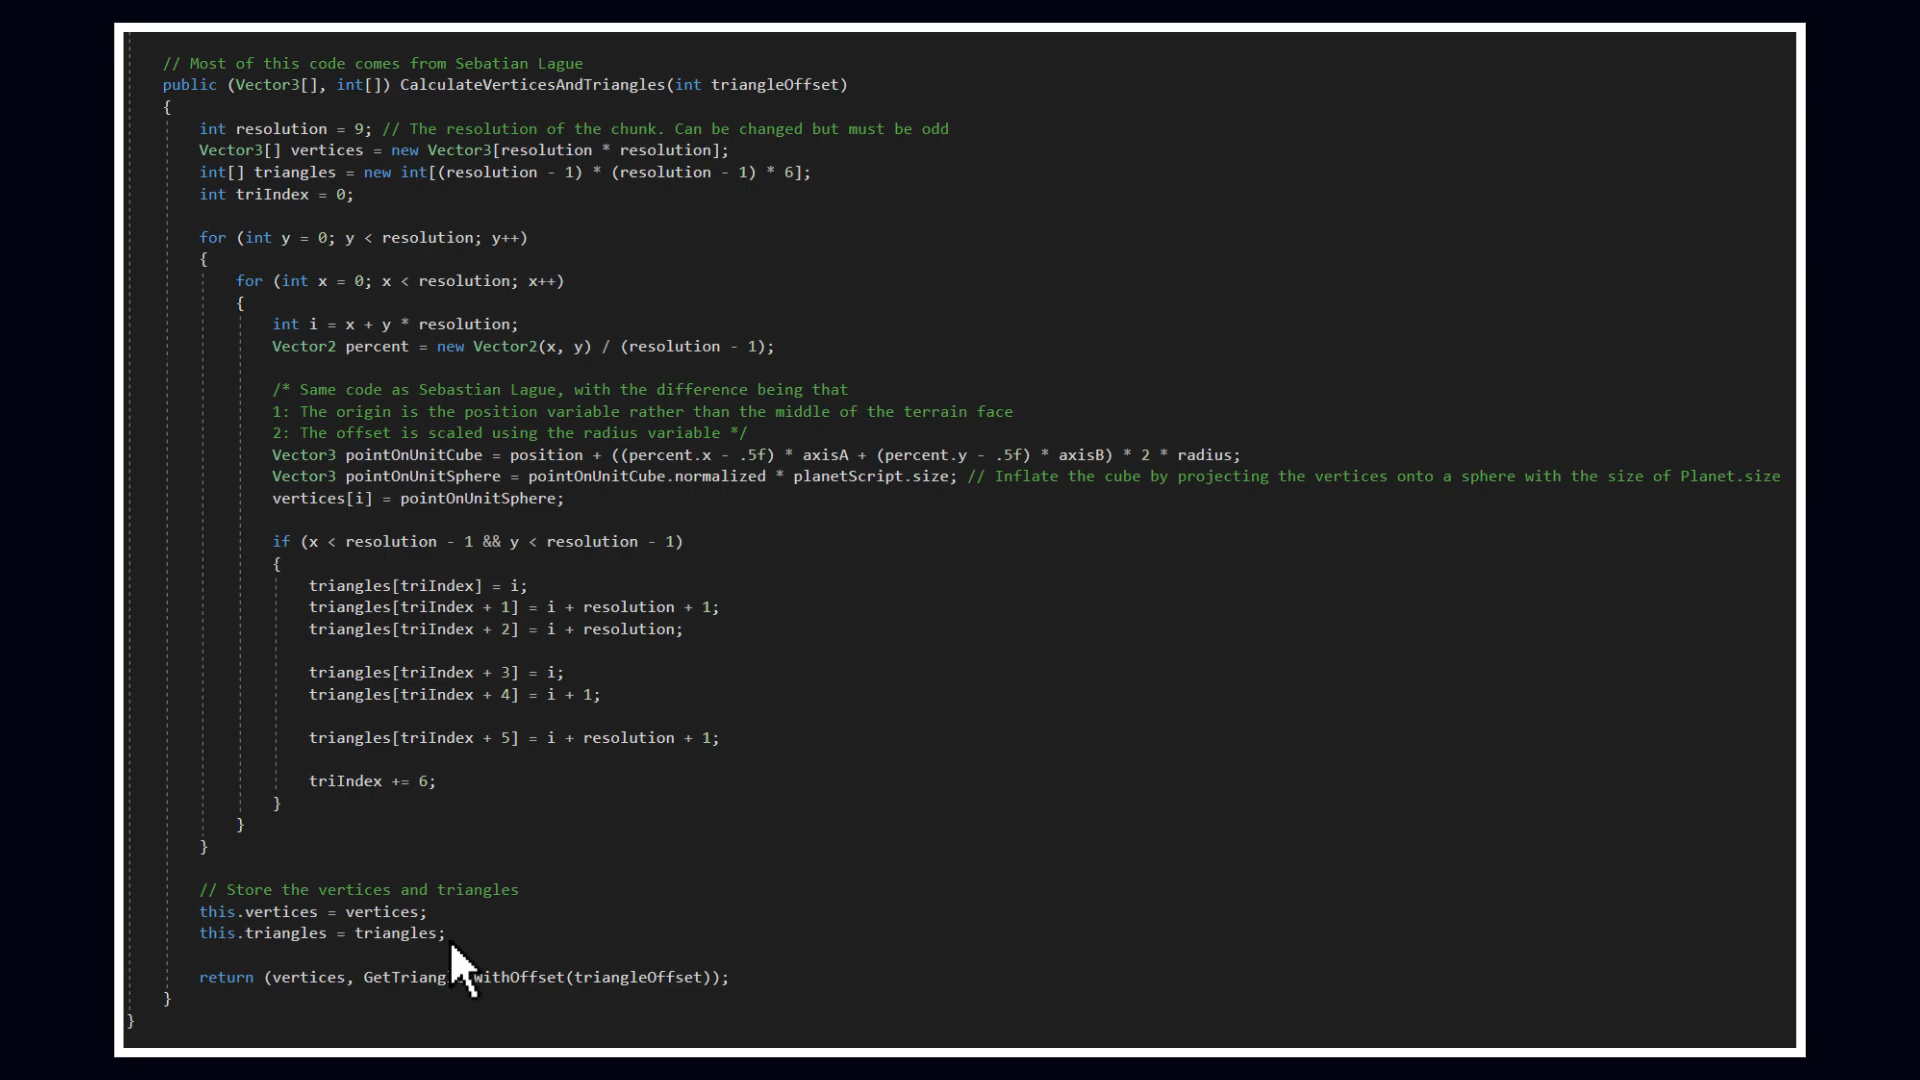 // Most of this code comes from Sebatian Lague
public (Vector3[], int[]) CalculateVerticesAndTriangles(int triangleOffset)
{
int resolution = 9; // The resolution of the chunk. Can be changed but must be odd
Vector3[] vertices = new Vector3[resolution * resolution];
int[] triangles = new int[(resolution - 1) * (resolution - 1) * 6];
int triIndex = 0;
for (int y = 0; y < resolution; y++)
{
for (int x = 0; x < resolution; x++)
{
int i = x + y * resolution;
Vector2 percent = new Vector2(x, y) / (resolution - 1);
/* Same code as Sebastian Lague, with the difference being that
1: The origin is the position variable rather than the middle of the terrain face
2: The offset is scaled using the radius variable */
Vector3 pointOnUnitCube = position + ((percent.x - .5f) * axisA + (percent.y - .5f) * axisB) * 2 * radius;
Vector3 pointOnUnitSphere = pointOnUnitCube.normalized * planetScript.size; // Inflate the cube by projecting the vertices onto a sphere with the size of Planet.size
vertices[i] = pointOnUnitSphere;
if (x < resolution - 1 && y < resolution - 1)
{
triangles[triIndex] = i;
triangles[triIndex + 1] = i + resolution + 1;
triangles[triIndex + 2] = i + resolution;
triangles[triIndex + 3] = i;
triangles[triIndex + 4] = i + 1;
triangles[triIndex + 5] = i + resolution + 1;
triIndex += 6;
}
}
}
// Store the vertices and triangles
this.vertices = vertices;
this.triangles = triangles;
return (vertices, (triangleOffset));
}
}